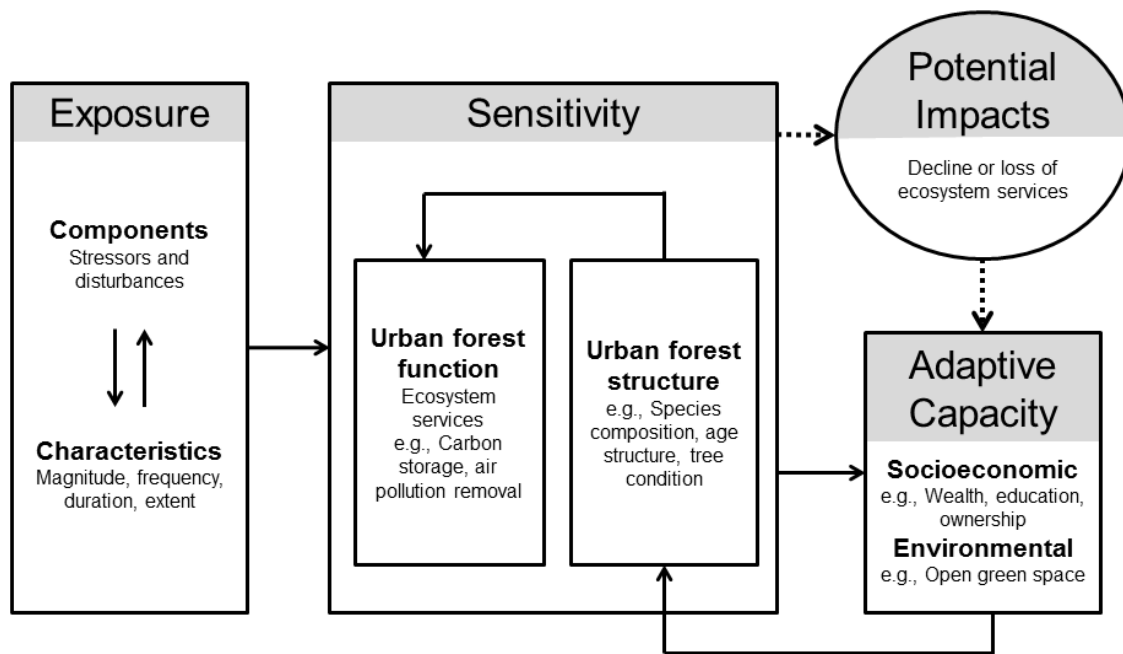 Exposure
Components
Stressors and
disturbances
Characteristics
Magnitude, frequency,
duration, extent
Sensitivity
Urban forest
function
Ecosystem
services
e.g., Carbon
storage, air
pollution removal
Urban forest
structure
e.g., Species
composition, age
structure, tree
condition
Potential
Impacts
Decline or loss of
ecosystem services
Adaptive
Capacity
Socioeconomic
e.g., Wealth, education,
ownership
Environmental
e.g., Open green space